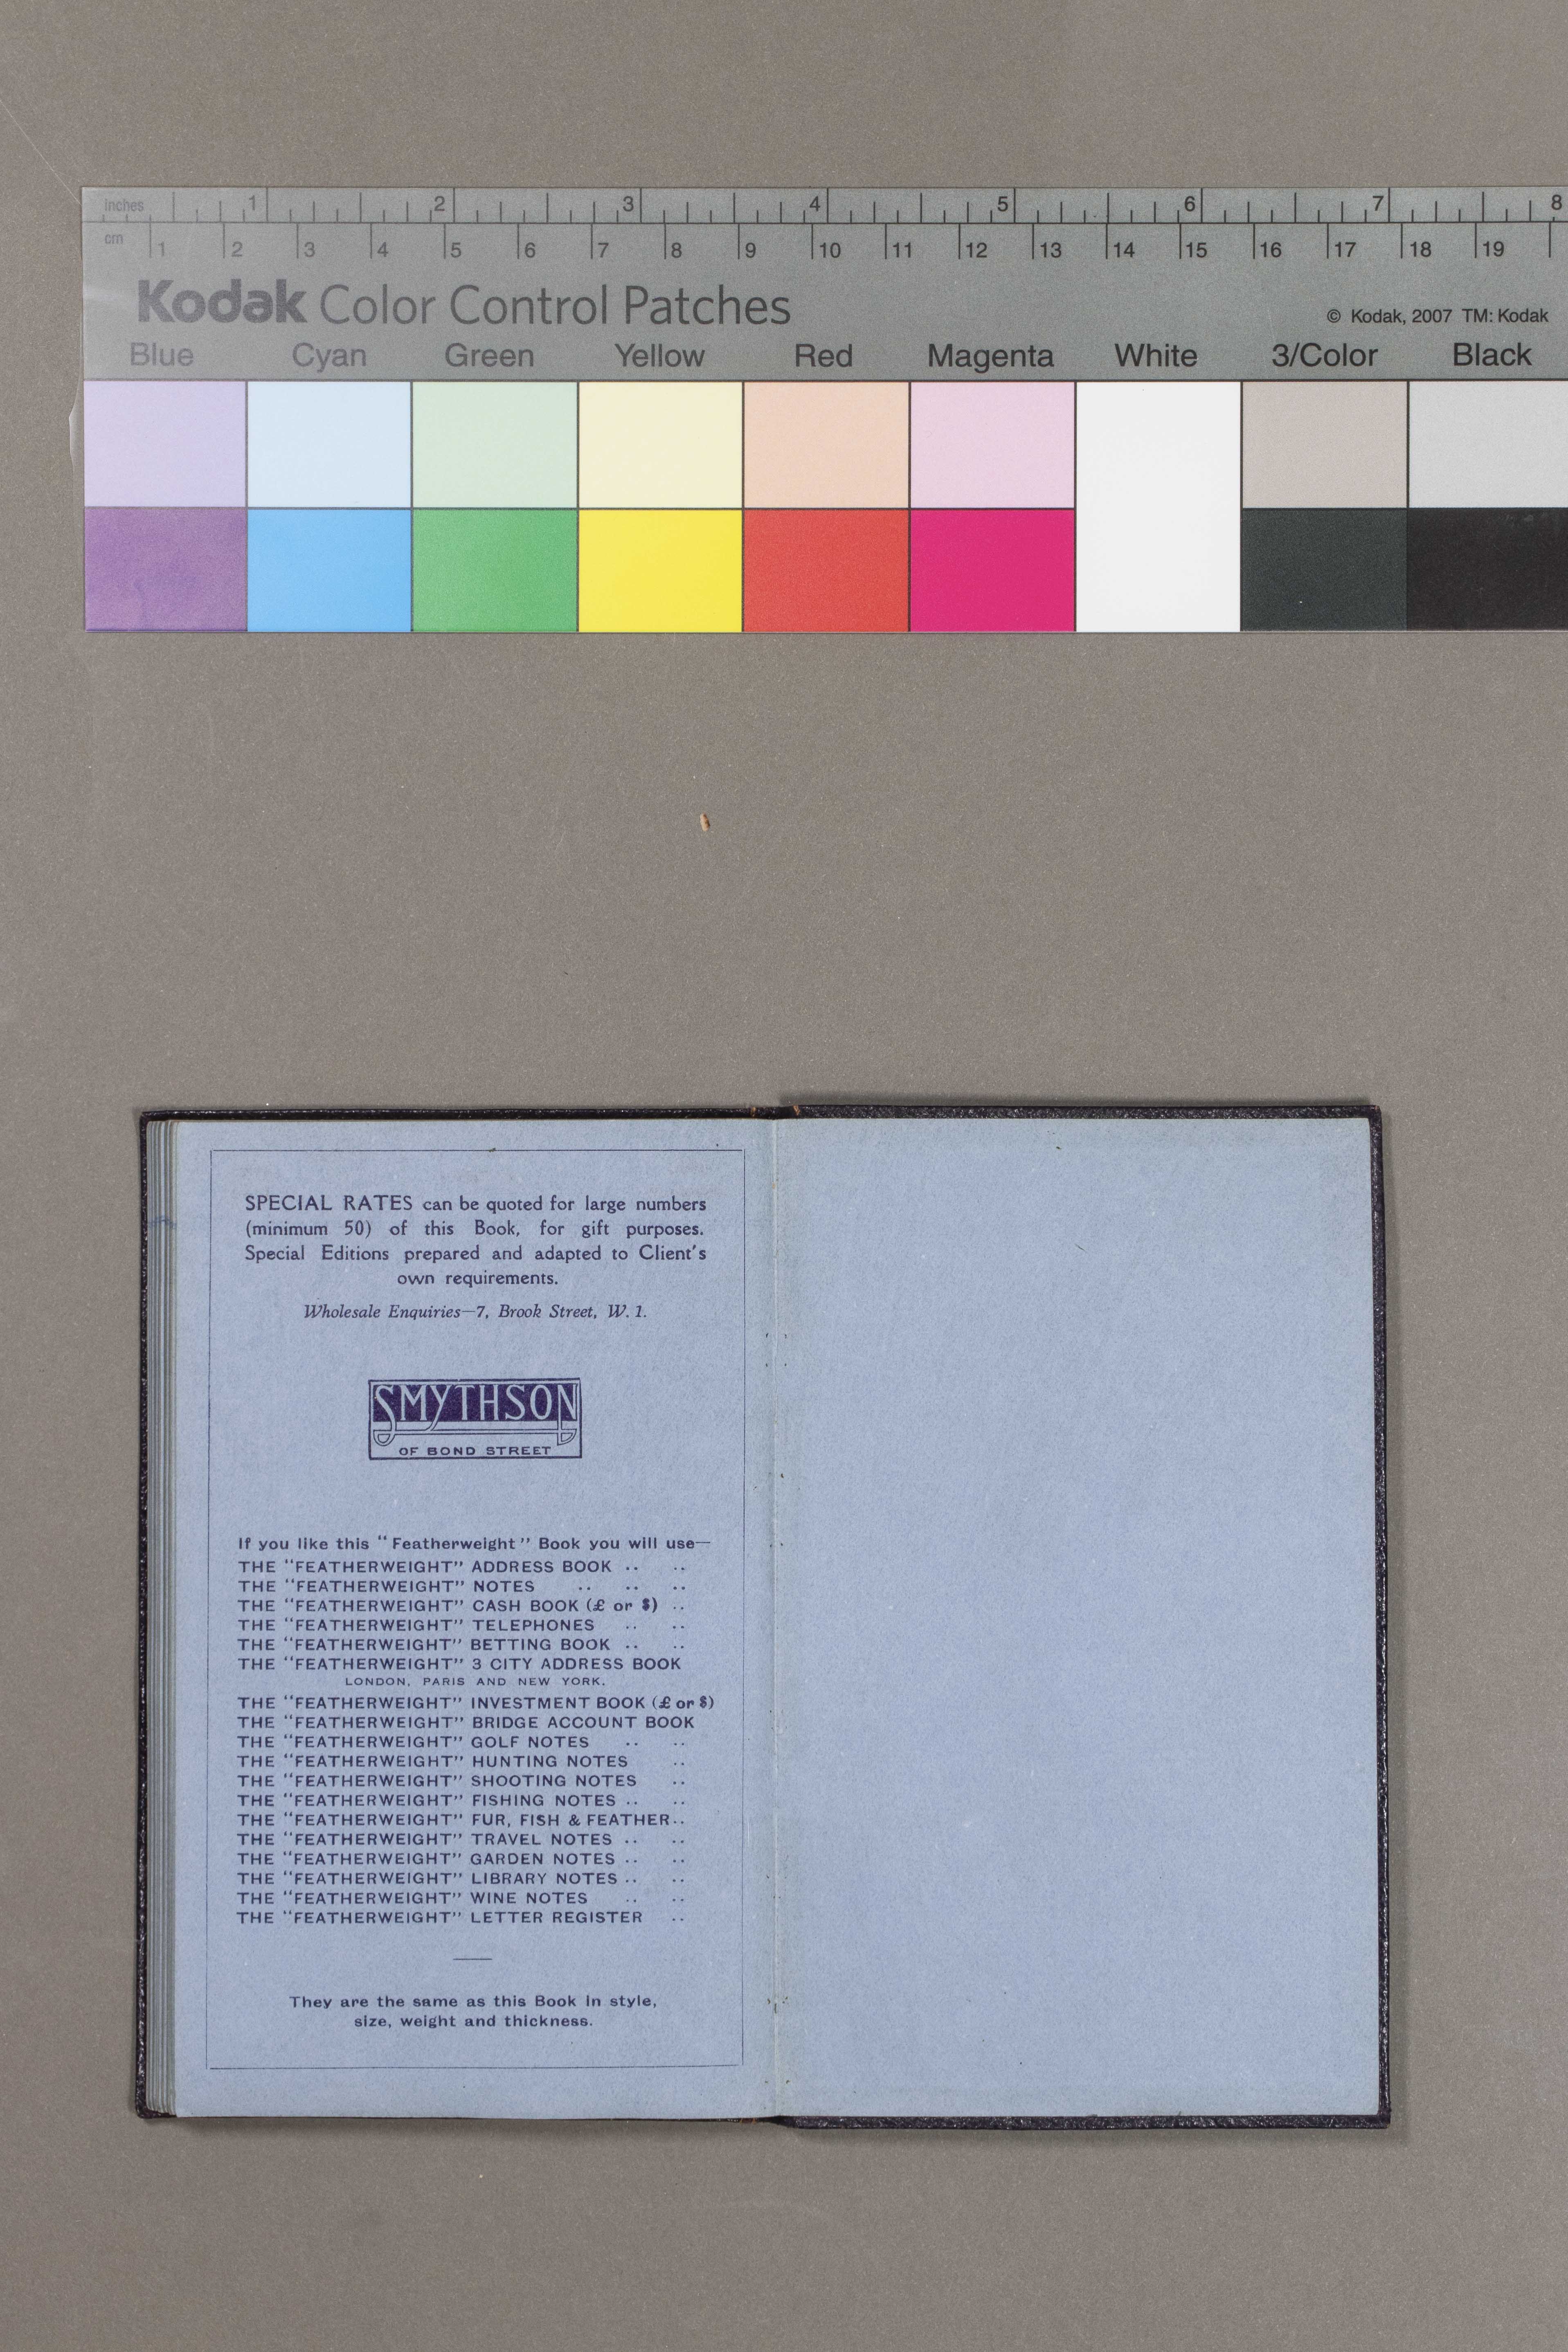 Inches 1 2 3 4 5 6 7 8
cm 1 2 3 4 5 6 7 8 9 10 11 12 13 14 15 16 17 18 19
Kodak Color Control Patches
© Kodak, 2007 TM: Kodak
Blue Cyan Green Yellow Red Magenta White 3/Color Black
SPECIAL RATES can be quoted for large numbers
(minimum 50) of this Book, for gift purposes.
Special Editions prepared and adapted to Client's
own requirements.
Wholesale Enquiries—7, Brook Street, W. 1.
SMYTHSON
OF BOND STREET
If you like this "Featherweight" Book you will use—
THE "FEATHERWEIGHT" ADDRESS BOOK .. ..
THE "FEATHERWEIGHT" NOTES .. .. ..
THE "FEATHERWEIGHT" CASH BOOK (£ or $) ..
THE "FEATHERWEIGHT" TELEPHONES .. ..
THE "FEATHERWEIGHT" BETTING BOOK .. ..
THE "FEATHERWEIGHT" 3 CITY ADDRESS BOOK
LONDON, PARIS AND NEW YORK.
THE "FEATHERWEIGHT" INVESTMENT BOOK (£ or $)
THE "FEATHERWEIGHT" BRIDGE ACCOUNT BOOK
THE "FEATHERWEIGHT" GOLF NOTES .. ..
THE "FEATHERWEIGHT" HUNTING NOTES ..
THE "FEATHERWEIGHT" SHOOTING NOTES ..
THE "FEATHERWEIGHT" FISHING NOTES .. ..
THE "FEATHERWEIGHT" FUR, FISH & FEATHER..
THE "FEATHERWEIGHT" TRAVEL NOTES .. ..
THE "FEATHERWEIGHT" GARDEN NOTES .. ..
THE "FEATHERWEIGHT" LIBRARY NOTES .. ..
THE "FEATHERWEIGHT" WINE NOTES .. ..
THE "FEATHERWEIGHT" LETTER REGISTER ..
They are the same as this Book in style,
size, weight and thickness.